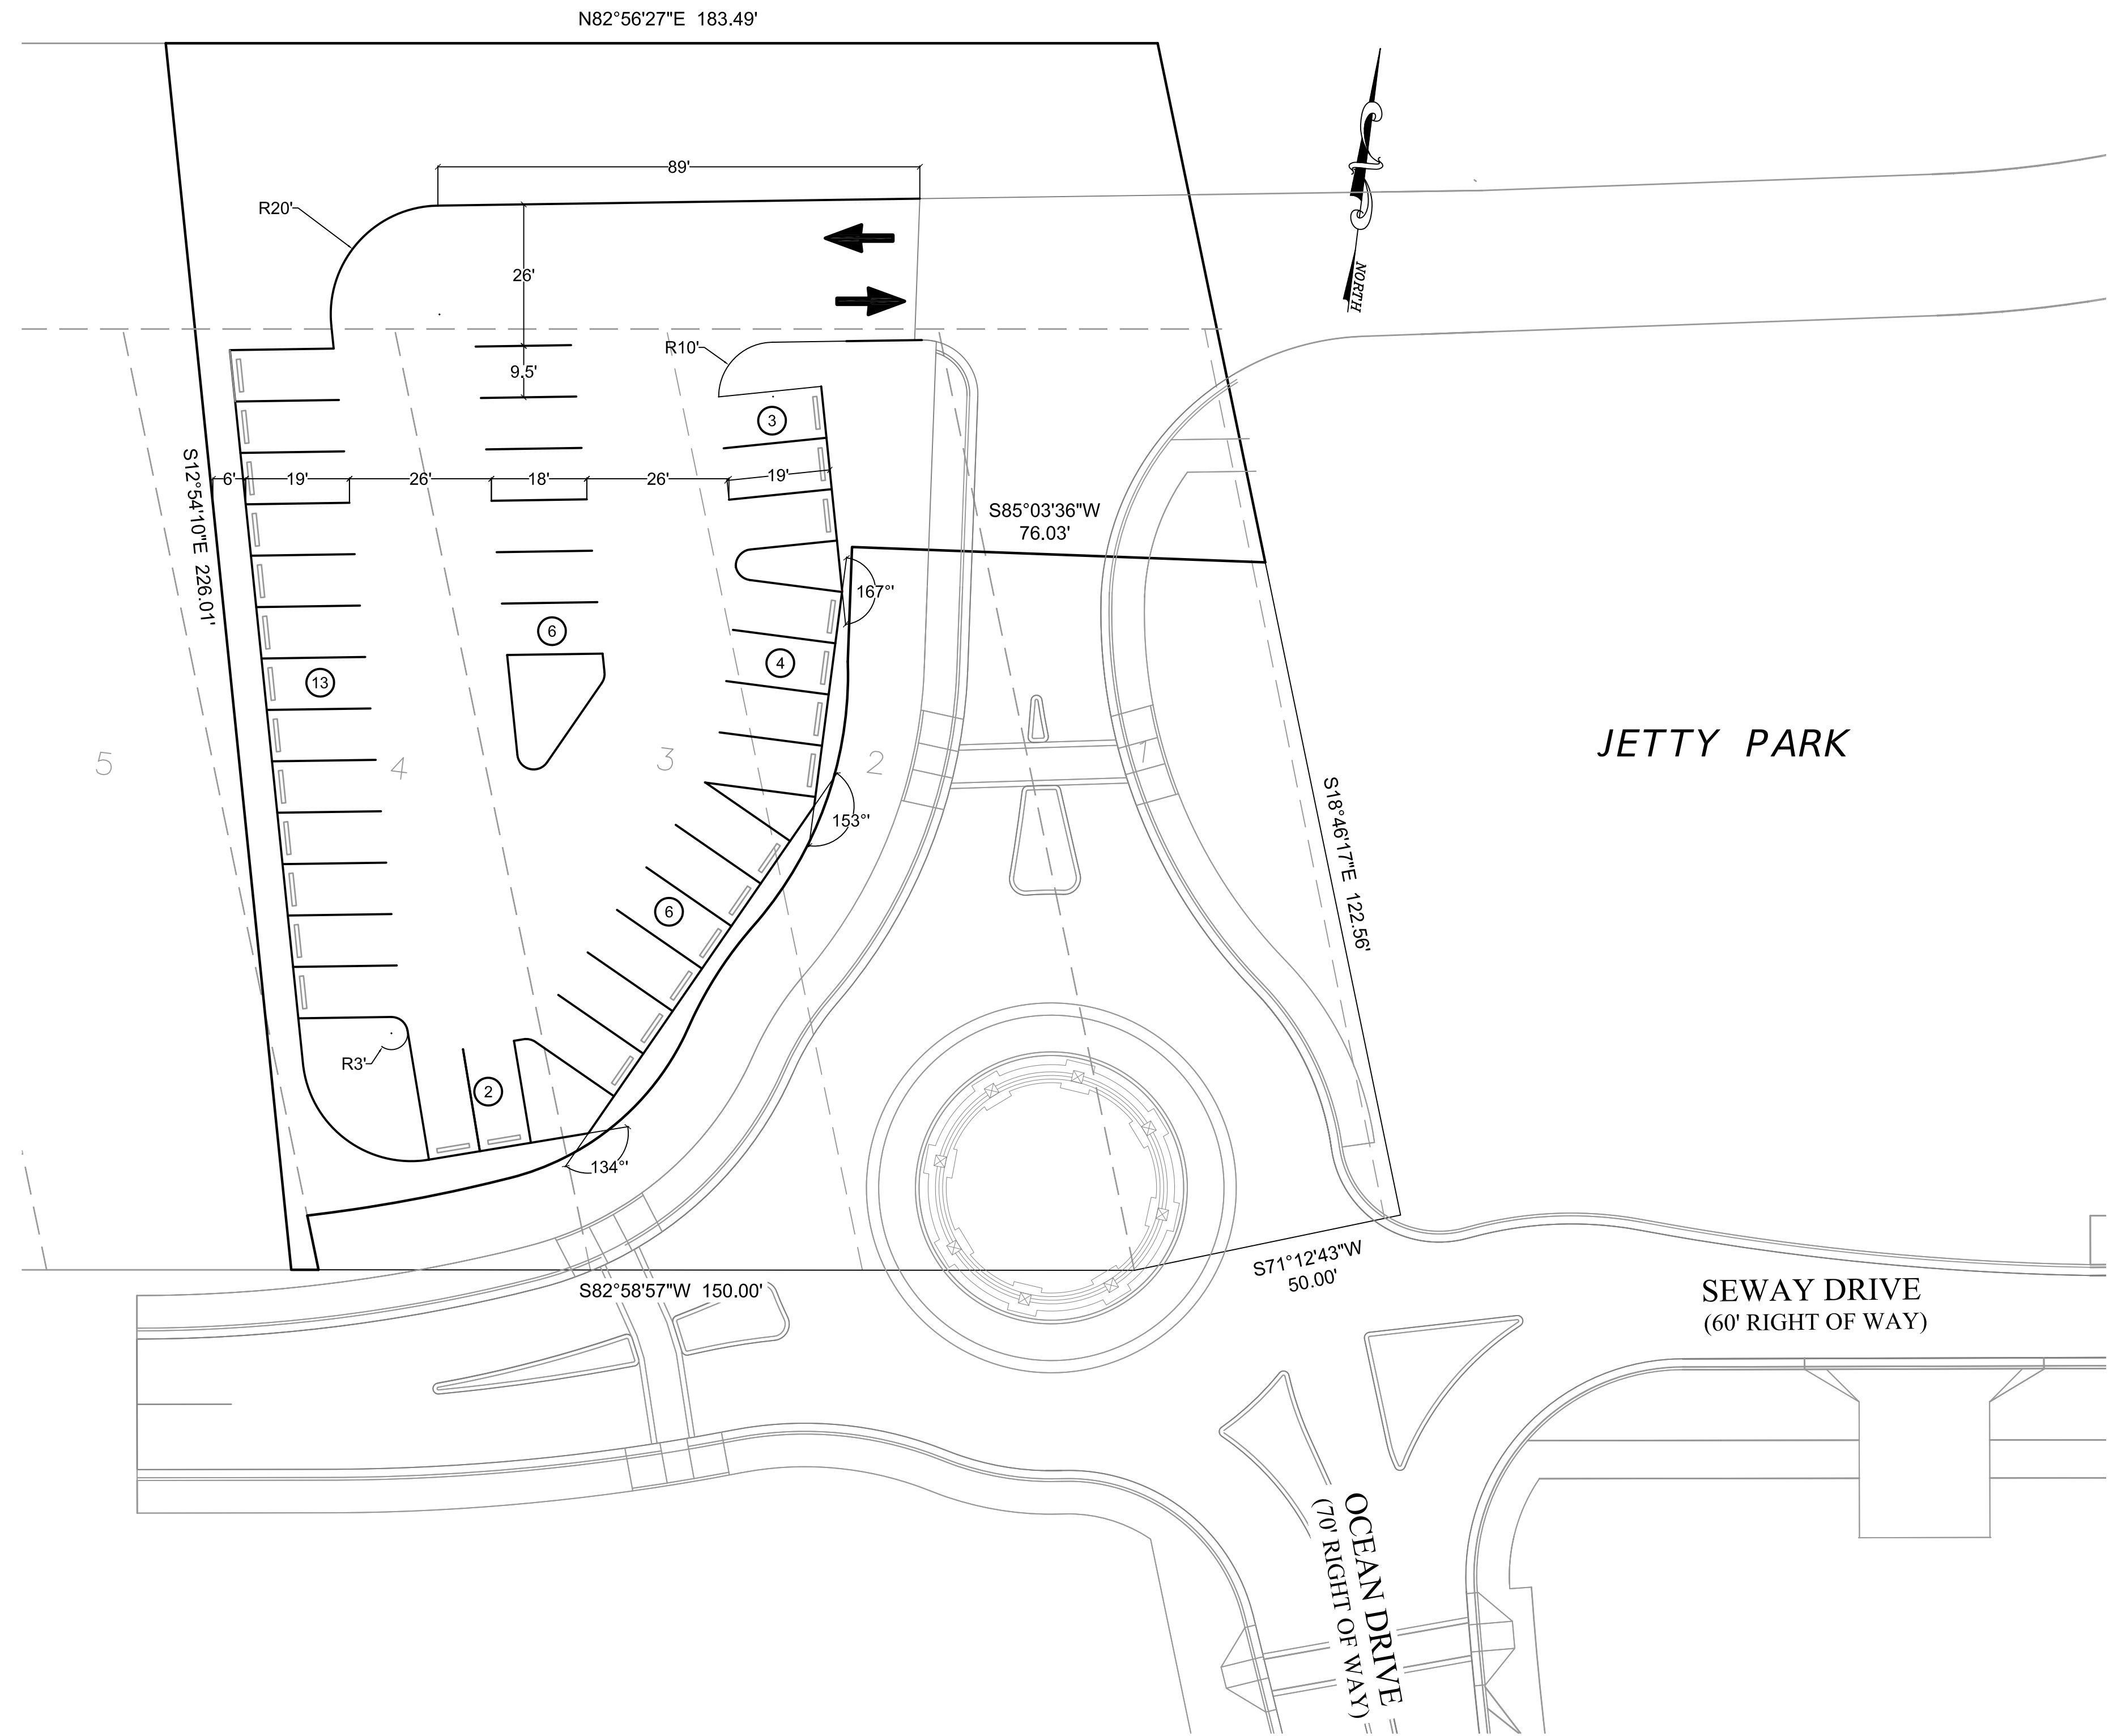 N82°56'27"E 183.49'
89'
R20'
26'
NORTH
R10'
9.5'
3
S12°54'10"E 226.01'
6'
19'
26'
18'
26'
19'
S85°03'36"W
76.03'
167°'
6
4
13
5
4
3
2
1
JETTY PARK
153°'
S18°46'17"E 122.56'
6
R3'
2
134°'
S71°12'43"W
50.00'
S82°58'57"W 150.00'
SEWAY DRIVE
(60' RIGHT OF WAY)
OCEAN DRIVE
(70' RIGHT OF WAY)